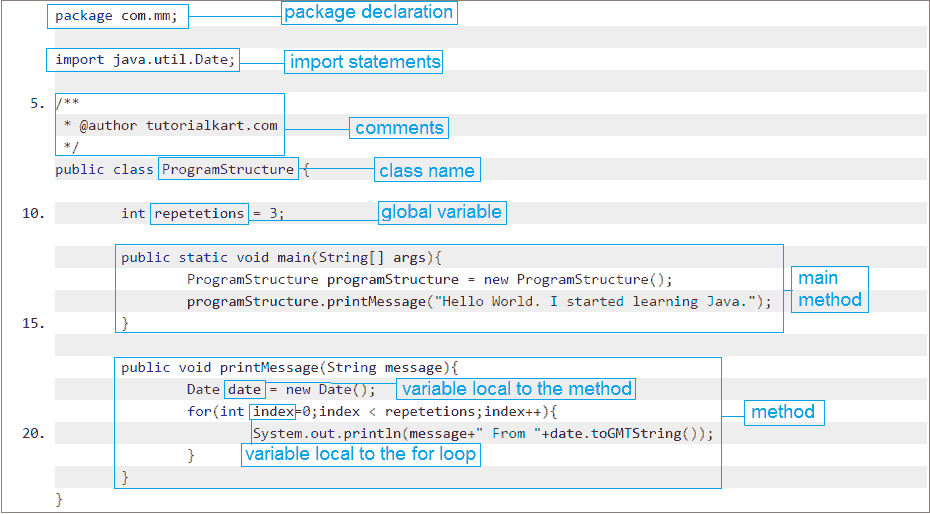 package com.mm; package declaration
import java.util.Date; import statements
5. /**
* @author tutorialkart.com comments
*/
public class ProgramStructure { class name
10. int repetetions = 3; global variable
public static void main(String[] args){
ProgramStructure programStructure = new ProgramStructure(); main
programStructure.printMessage("Hello World. I started learning Java."); method
15. }
public void printMessage(String message){
Date date = new Date(); variable local to the method
for(int index=0;index < repetetions;index++){ method
20. System.out.println(message+" From "+date.toGMTString());
} variable local to the for loop
}
}